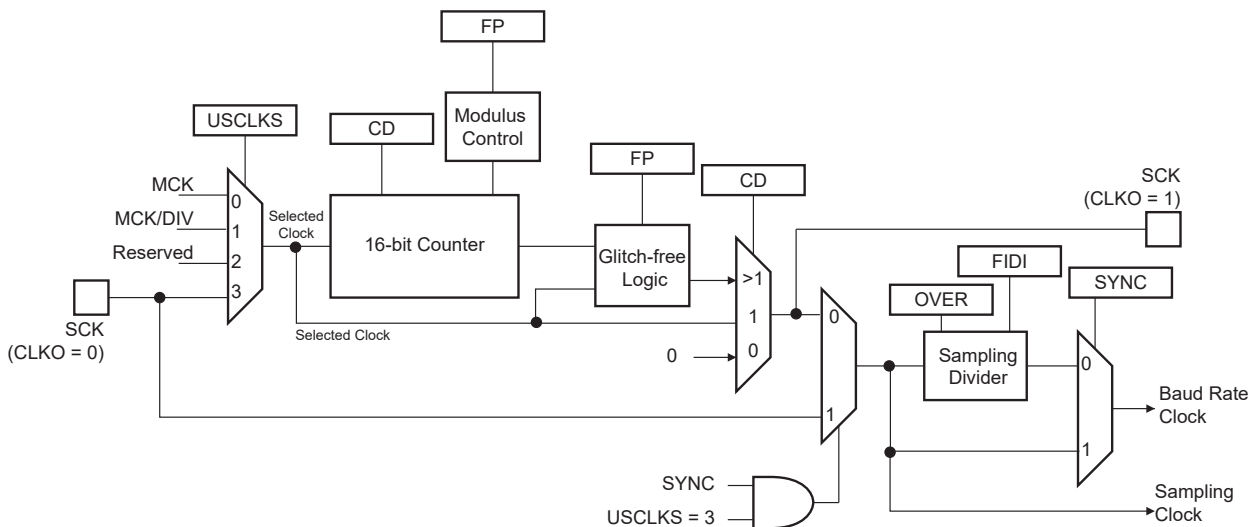 FP
USCLKS
CD
Modulus
Control
FP
CD
SCK
(CLKO = 1)
MCK
0
MCK/DIV
1
Reserved
2
3
Selected
Clock
16-bit Counter
Glitch-free
Logic
>1
1
0
0
SCK
(CLKO = 0)
Selected Clock
FIDI
OVER
SYNC
0
1
Sampling
Divider
0
1
Baud Rate
Clock
SYNC
USCLKS = 3
Sampling
Clock